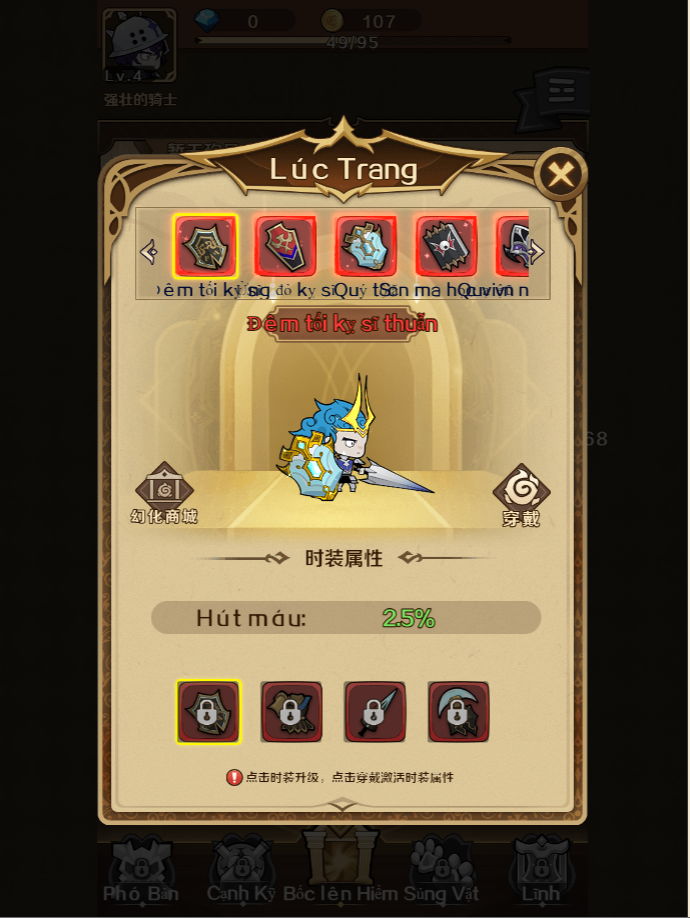 0
107
49/95
Lv.4
强壮的骑士
Lúc Trang
Quỷ tộc
Đêm tối kỵ sĩ thuẫn
幻化商城
穿戴
时装属性
Hút máu:
2.5%
点击时装升级，点击穿戴激活时装属性
Phó Bản
Cạnh Kỹ
Bốc lên Hiểm
Sủng Vật
Lĩnh